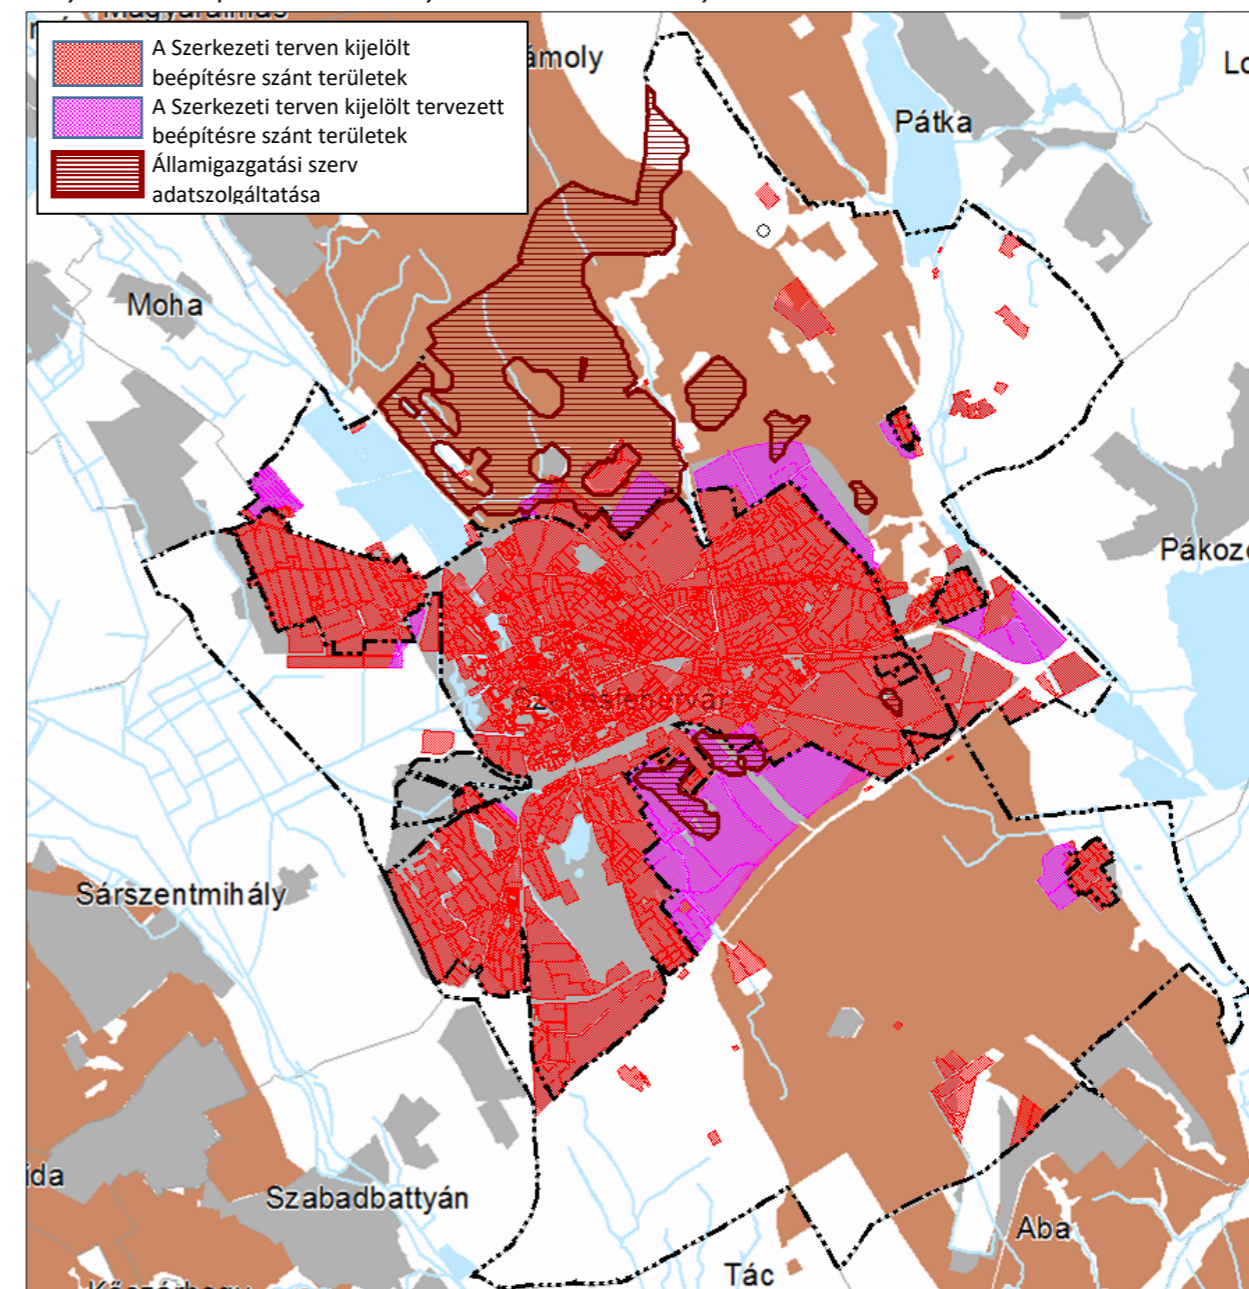 A Szerkezeti terven kijelölt
beépítésre szánt területek
A Szerkezeti terven kijelölt tervezett
beépítésre szánt területek
Államigazgatási szerv
adatszolgáltatása
Pátka
Moha
Székesfehérvár
Sárszentmihály
Szabadbattyán
Aba
Tác